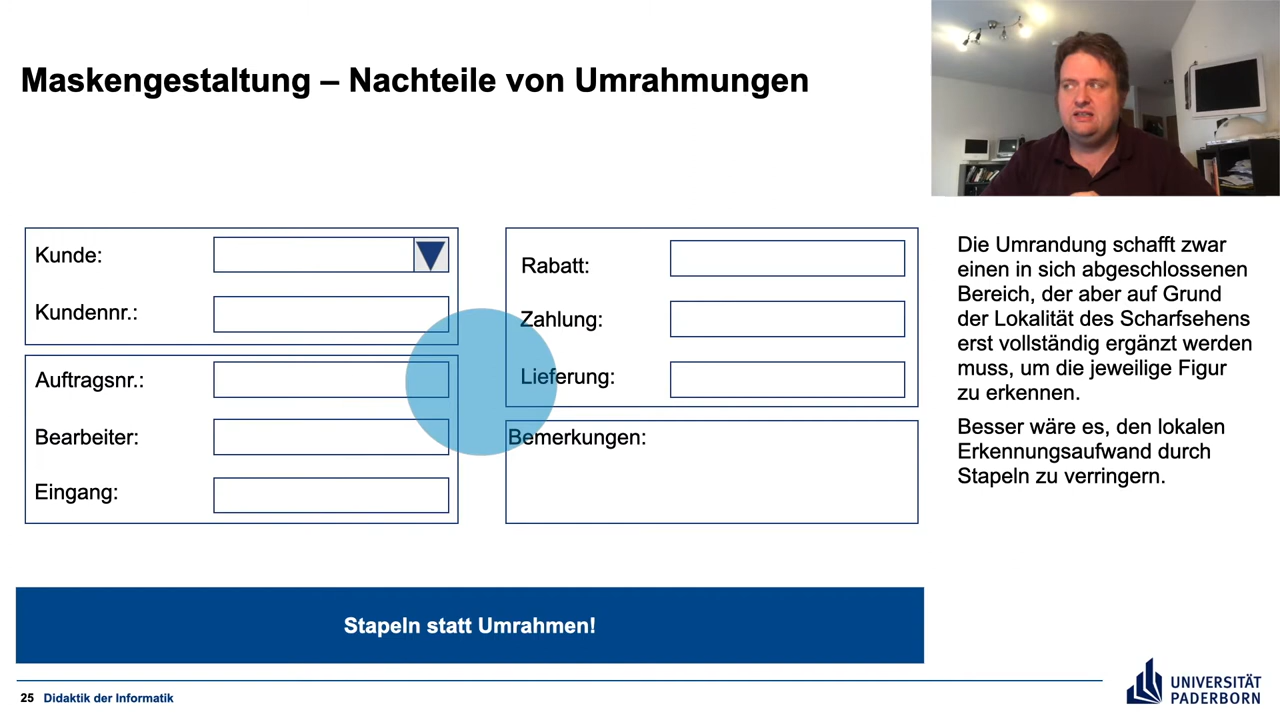 Maskengestaltung – Nachteile von Umrahmungen
Kunde:
Kundennr.:
Auftragsnr.:
Bearbeiter:
Eingang:
Rabatt:
Zahlung:
Lieferung:
Bemerkungen:
Die Umrandung schafft zwar
einen in sich abgeschlossenen
Bereich, der aber auf Grund
der Lokalität des Scharfsehens
erst vollständig ergänzt werden
muss, um die jeweilige Figur
zu erkennen.
Besser wäre es, den lokalen
Erkennungsaufwand durch
Stapeln zu verringern.
Stapeln statt Umrahmen!
25 Didaktik der Informatik
UNIVERSITÄT
PADERBORN